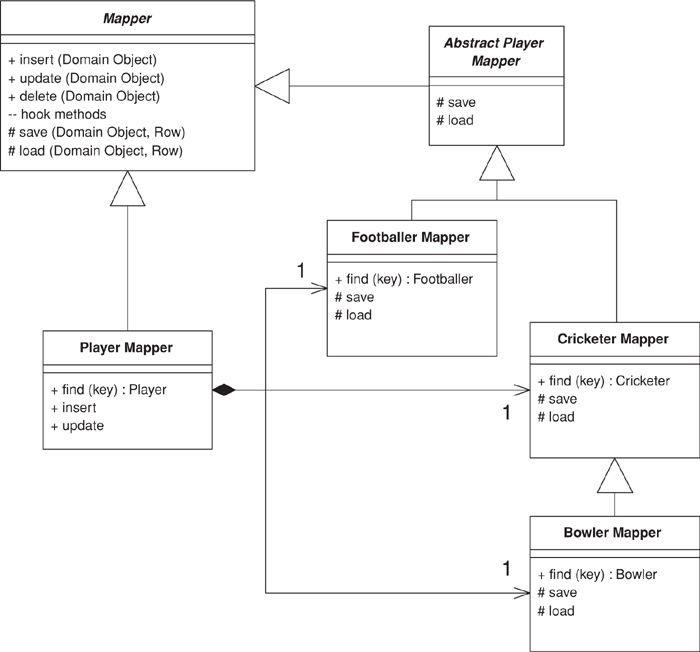 Mapper
+ insert (Domain Object)
+ update (Domain Object)
+ delete (Domain Object)
-- hook methods
# save (Domain Object, Row)
# load (Domain Object, Row)
Abstract Player
Mapper
# save
# load
Footballer Mapper
+ find (key) : Footballer
# save
# load
1
Player Mapper
+ find (key) : Player
+ insert
+ update
Cricketer Mapper
+ find (key) : Cricketer
# save
# load
1
Bowler Mapper
+ find (key) : Bowler
# save
# load
1